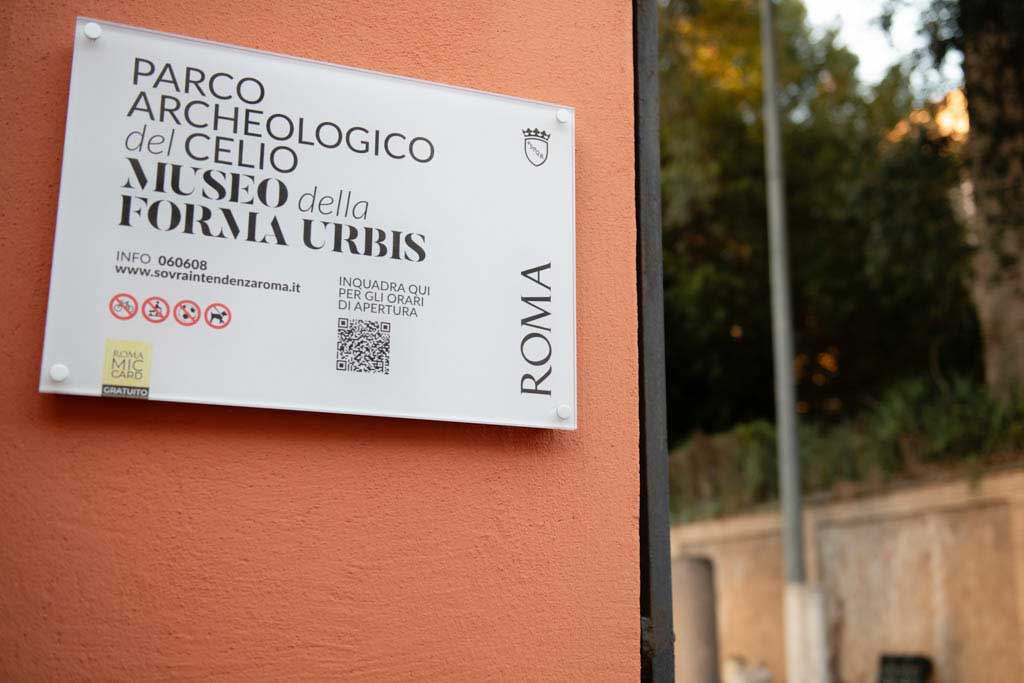 PARCO
ARCHEOLOGICO
del CELIO
MUSEO della
FORMA URBIS
INFO 060608
www.sovraintendenzaroma.it
INQUADRA QUI
PER GLI ORARI
DI APERTURA
ROMA
MIC
CARD
GRATUITO
ROMA